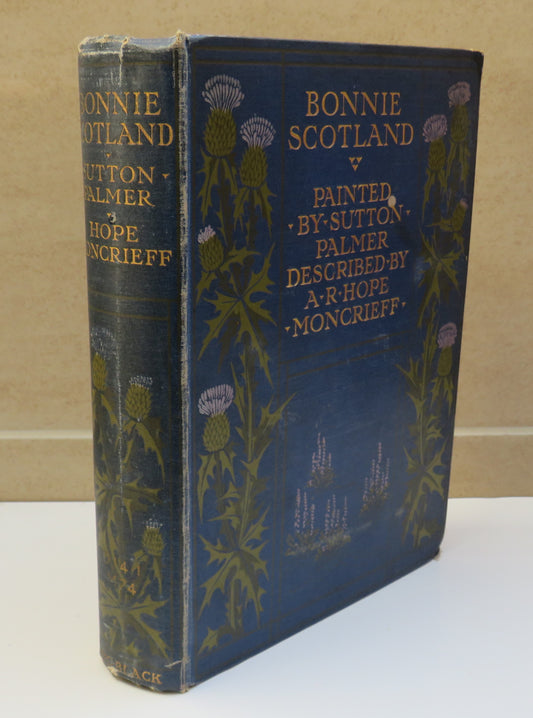 BONNIE
SCOTLAND
SUTTON
PALMER
HOPE
MONCRIEFF
BLACK
BONNIE
SCOTLAND
PAINTED
·BY·SUTTON·
PALMER
DESCRIBED·BY
A·R·HOPE
·MONCRIEFF·